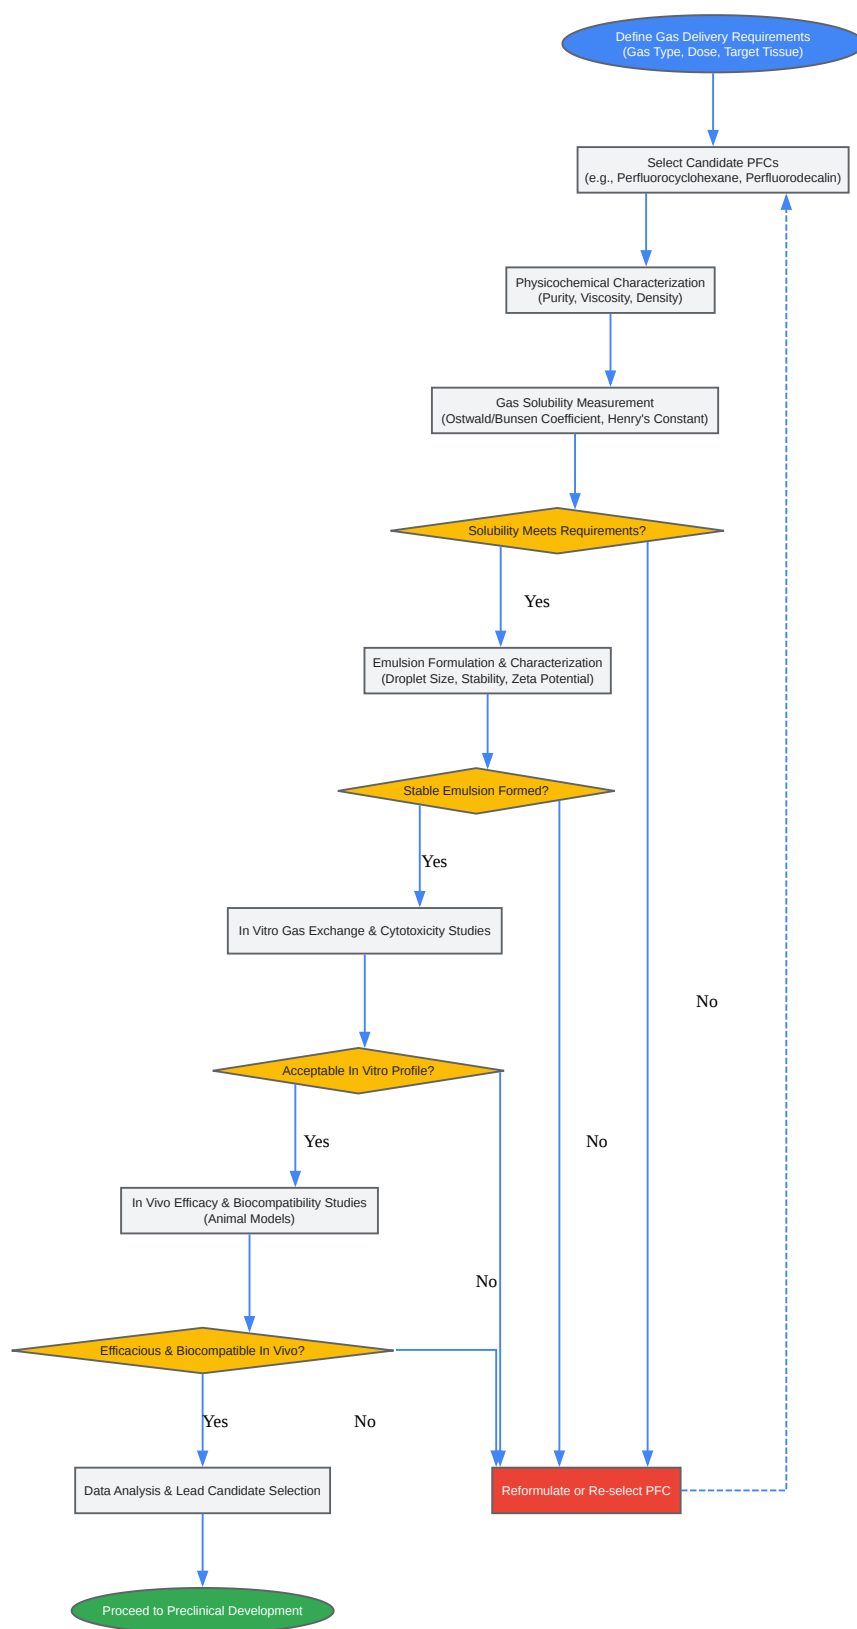 Define Gas Delivery Requirements
(Gas Type, Dose, Target Tissue)
Select Candidate PFCs
(e.g., Perfluorocyclohexane, Perfluorodecalin)
Physicochemical Characterization
(Purity, Viscosity, Density)
Gas Solubility Measurement
(Ostwald/Bunsen Coefficient, Henry's Constant)
Solubility Meets Requirements?
Yes
Emulsion Formulation & Characterization
(Droplet Size, Stability, Zeta Potential)
Stable Emulsion Formed?
Yes
In Vitro Gas Exchange & Cytotoxicity Studies
No
Acceptable In Vitro Profile?
Yes
No
In Vivo Efficacy & Biocompatibility Studies
(Animal Models)
No
Efficacious & Biocompatible In Vivo?
Yes
No
Data Analysis & Lead Candidate Selection
Reformulate or Re-select PFC
Proceed to Preclinical Development